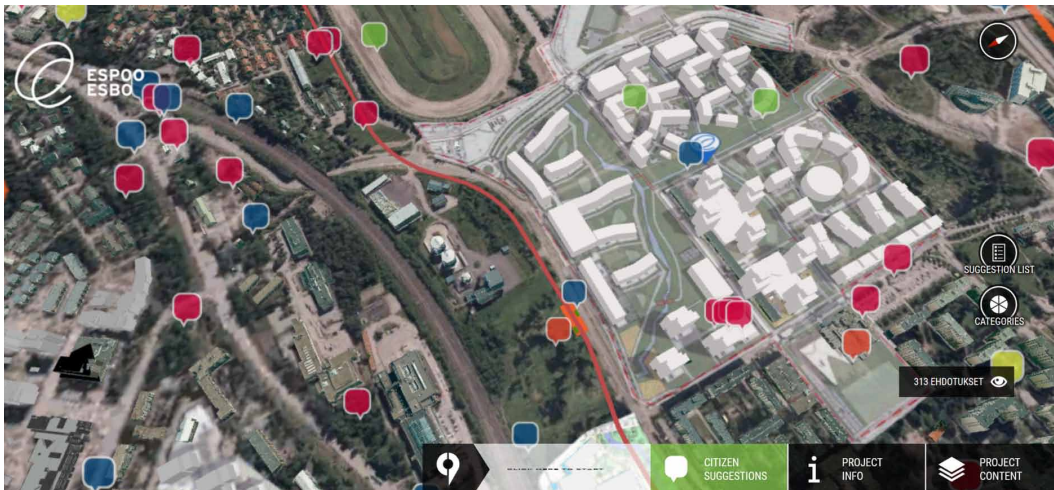 ESPOO
ESBO
SUGGESTION LIST
CATEGORIES
313 EHDOTUKSET
CITIZEN
SUGGESTIONS
PROJECT
INFO
PROJECT
CONTENT